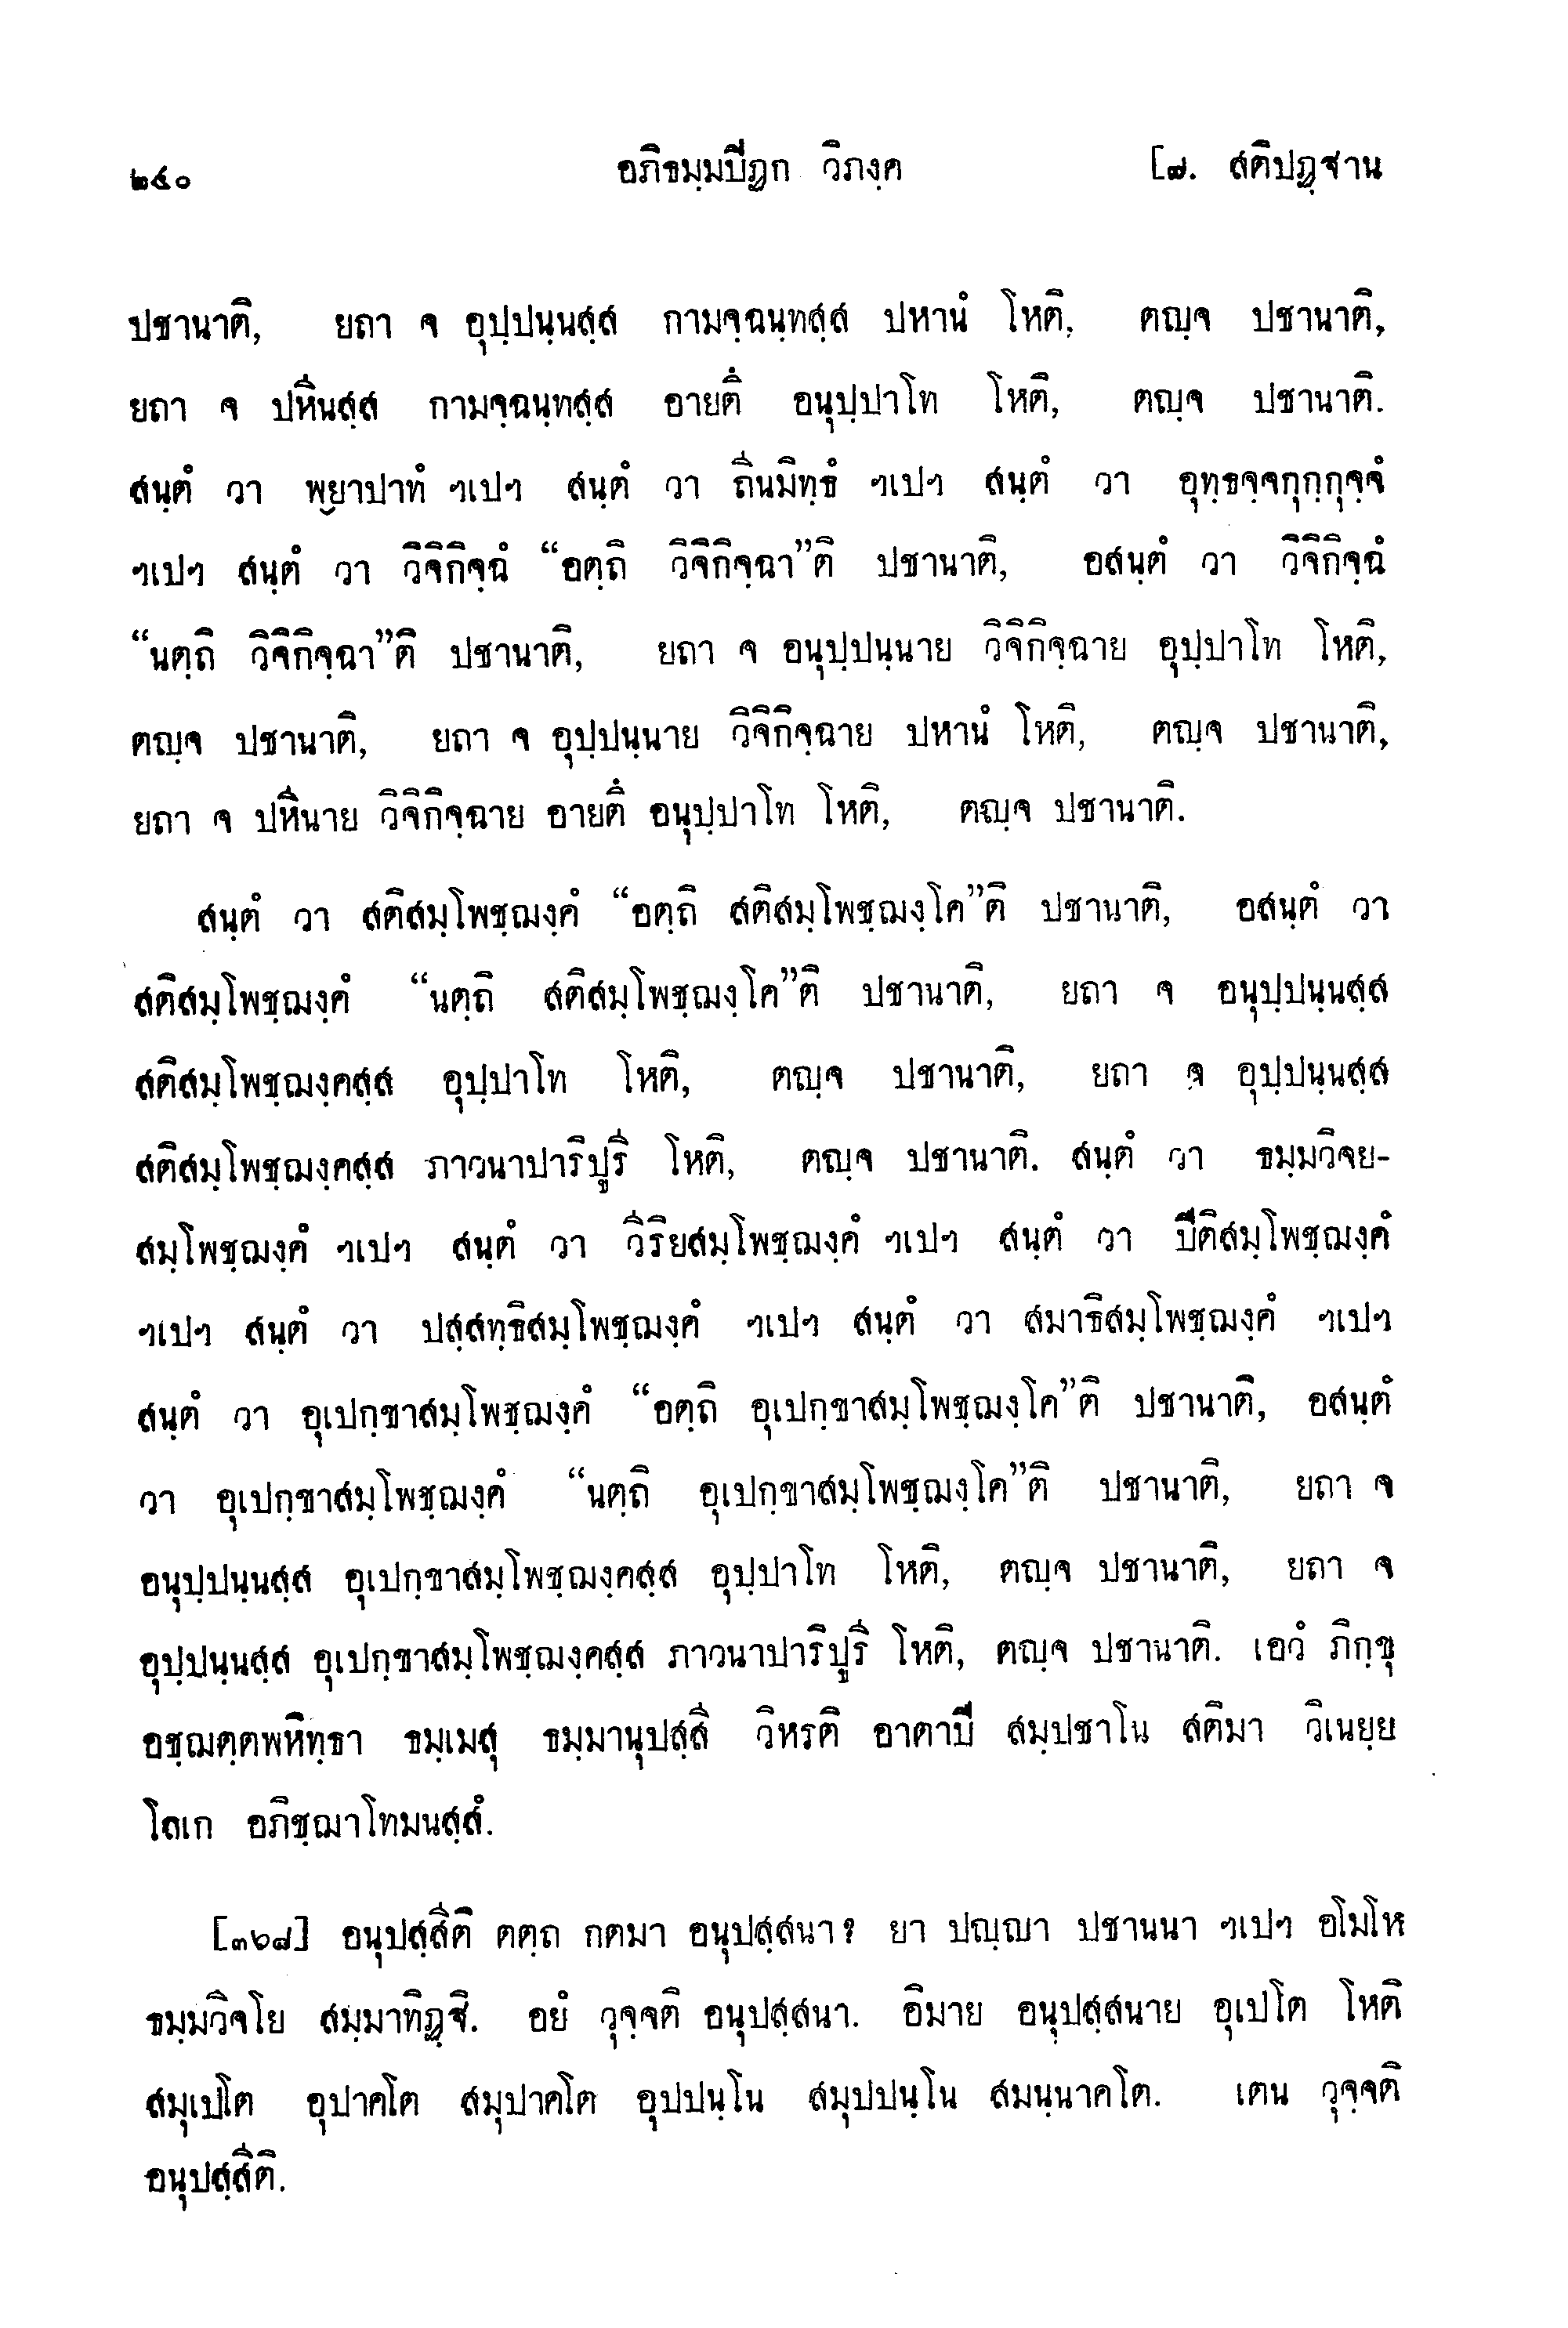 ๒๔๐ อภิธมฺมปีฏก วิภงฺค [๗. สติปฏฺฐาน
ปชานาติ, ยถา จ อุปฺปนฺนสฺส กามจฺฉนฺทสฺส ปหานํ โหติ, ตญฺจ ปชานาติ,
ยถา จ ปหีนสฺส กามจฺฉนฺทสฺส อายตึ อนุปฺปาโท โหติ, ตญฺจ ปชานาติ.
สนฺตํ วา พฺยาปาทํ ฯเปฯ สนฺตํ วา ถีนมิทฺธํ ฯเปฯ สนฺตํ วา อุทฺธจฺจกุกฺกุจฺจํ
ฯเปฯ สนฺตํ วา วิจิกิจฺฉํ “อตฺถิ วิจิกิจฺฉา”ติ ปชานาติ, อสนฺตํ วา วิจิกิจฺฉํ
“นตฺถิ วิจิกิจฺฉา”ติ ปชานาติ, ยถา จ อนุปฺปนฺนาย วิจิกิจฺฉาย อุปฺปาโท โหติ,
ตญฺจ ปชานาติ, ยถา จ อุปฺปนฺนาย วิจิกิจฺฉาย ปหานํ โหติ, ตญฺจ ปชานาติ,
ยถา จ ปหีนาย วิจิกิจฺฉาย อายตึ อนุปฺปาโท โหติ, ตญฺจ ปชานาติ.
สนฺตํ วา สติสมฺโพชฺฌงฺคํ “อตฺถิ สติสมฺโพชฺฌงฺโค”ติ ปชานาติ, อสนฺตํ วา
สติสมฺโพชฺฌงฺคํ “นตฺถิ สติสมฺโพชฺฌงฺโค”ติ ปชานาติ, ยถา จ อนุปฺปนฺนสฺส
สติสมฺโพชฺฌงฺคสฺส อุปฺปาโท โหติ, ตญฺจ ปชานาติ, ยถา จ อุปฺปนฺนสฺส
สติสมฺโพชฺฌงฺคสฺส ภาวนาปาริปูรี โหติ, ตญฺจ ปชานาติ. สนฺตํ วา ธมฺมวิจย-
สมฺโพชฺฌงฺคํ ฯเปฯ สนฺตํ วา วีริยสมฺโพชฺฌงฺคํ ฯเปฯ สนฺตํ วา ปีติสมฺโพชฺฌงฺคํ
ฯเปฯ สนฺตํ วา ปสฺสทฺธิสมฺโพชฺฌงฺคํ ฯเปฯ สนฺตํ วา สมาธิสมฺโพชฺฌงฺคํ ฯเปฯ
สนฺตํ วา อุเปกฺขาสมฺโพชฺฌงฺคํ “อตฺถิ อุเปกฺขาสมฺโพชฺฌงฺโค”ติ ปชานาติ, อสนฺตํ
วา อุเปกฺขาสมฺโพชฺฌงฺคํ “นตฺถิ อุเปกฺขาสมฺโพชฺฌงฺโค”ติ ปชานาติ, ยถา จ
อนุปฺปนฺนสฺส อุเปกฺขาสมฺโพชฺฌงฺคสฺส อุปฺปาโท โหติ, ตญฺจ ปชานาติ, ยถา จ
อุปฺปนฺนสฺส อุเปกฺขาสมฺโพชฺฌงฺคสฺส ภาวนาปาริปูรี โหติ, ตญฺจ ปชานาติ. เอวํ ภิกฺขุ
อชฺฌตฺตพหิทฺธา ธมฺเมสุ ธมฺมานุปสฺสี วิหรติ อาตาปี สมฺปชาโน สติมา วิเนยฺย
โลเก อภิชฺฌาโทมนสฺสํ.
[๓๖๘] อนุปสฺสีติ ตตฺถ กตมา อนุปสฺสนา? ยา ปญฺญา ปชานนา ฯเปฯ อโมโห
ธมฺมวิจโย สมฺมาทิฏฺฐิ. อยํ วุจฺจติ อนุปสฺสนา. อิมาย อนุปสฺสนาย อุเปโต โหติ
สมุเปโต อุปาคโต สมุปาคโต อุปปนฺโน สมุปปนฺโน สมนฺนาคโต. เตน วุจฺจติ
อนุปสฺสีติ.